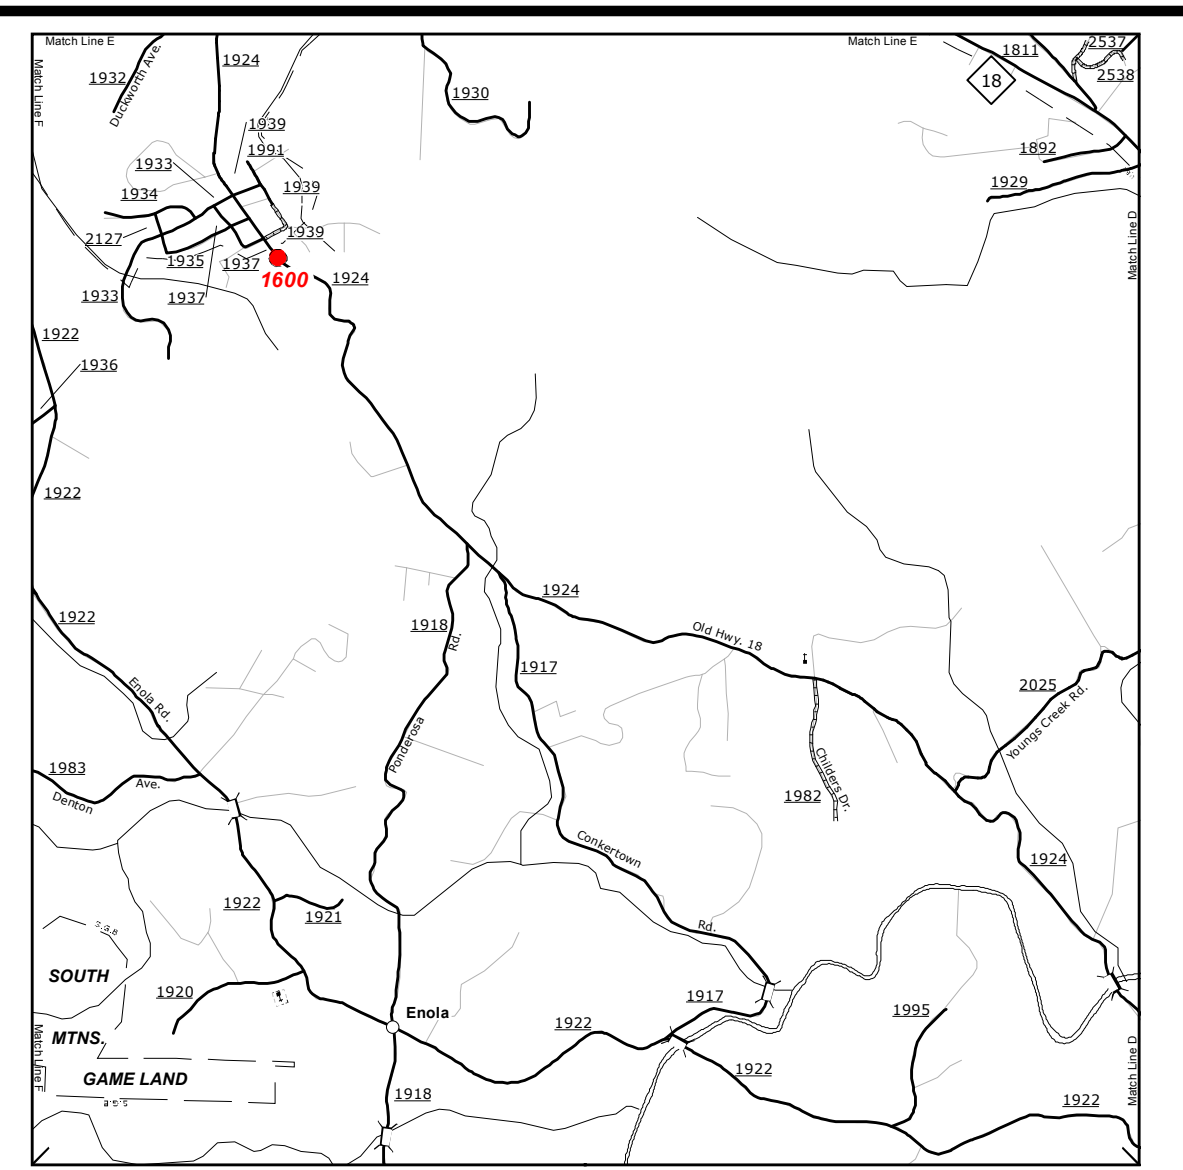 Match Line E
Match Line E
2537
1811
18
2538
1924
Duckworth Ave.
1932
Match Line F
1930
1939
1991
1892
1933
1929
1934
1939
2127
1939
1935
1937
1600
1924
1933
1937
Match Line D
1922
1936
1922
1924
1922
1918
Rd.
Old Hwy. 18
1917
2025
Youngs Creek Rd.
Enola Rd.
Ponderosa
1983
Denton
Ave.
Childers Dr.
1982
Conkertown
1924
1922
1921
Rd.
S.G.B
SOUTH
1920
1917
1995
Enola
1922
MTNS.
Match Line F
Match Line D
1922
GAME LAND
1918
1922